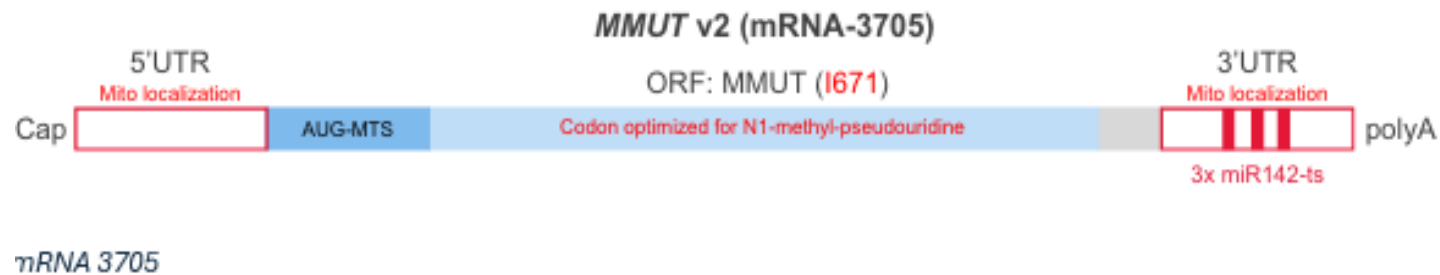 MMUT v2 (mRNA-3705)
5'UTR
Mito localization
ORF: MMUT (I671)
3'UTR
Mito localization
Cap
AUG-MTS
Codon optimized for N1-methyl-pseudouridine
polyA
3x miR142-ts
mRNA 3705